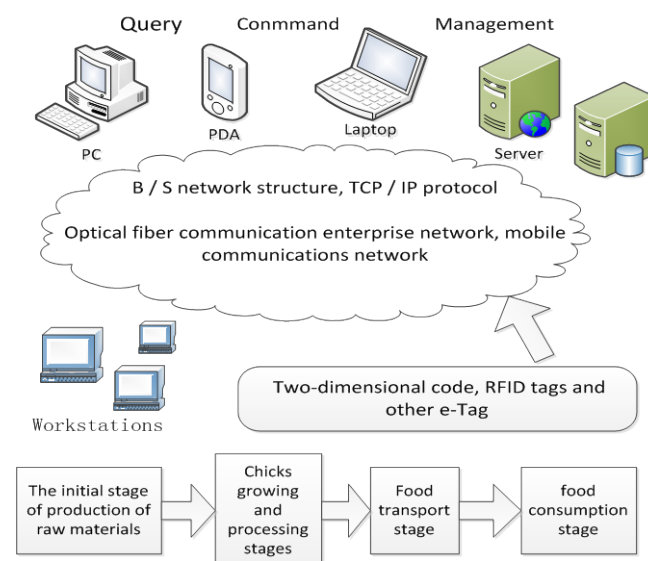 Query Conmmand Management
PC
PDA
Laptop
Server
B / S network structure, TCP / IP protocol
Optical fiber communication enterprise network, mobile
communications network
Workstations
Two-dimensional code, RFID tags and
other e-Tag
The initial stage
of production of
raw materials
Chicks
growing
and
processing
stages
Food
transport
stage
food
consumption
stage